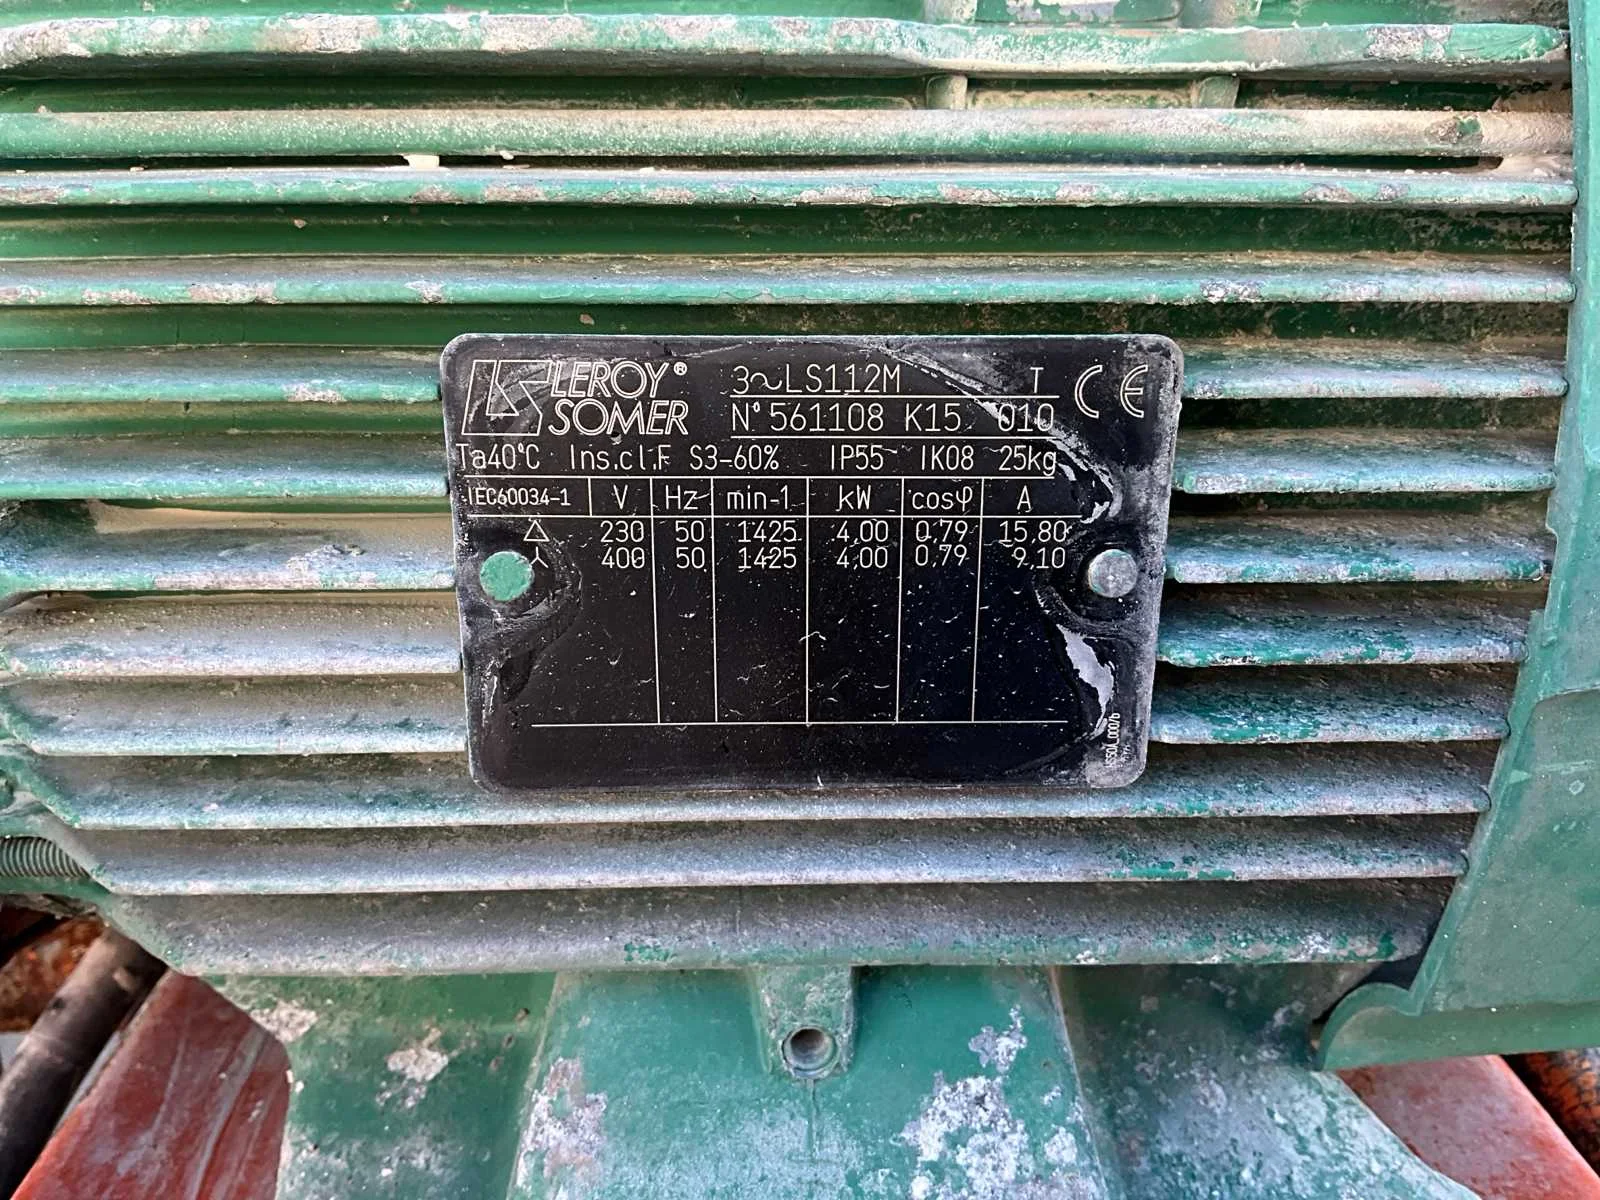 LEROY®
SOMER
3~LS112M T CE
N° 561108 K15 010
Ta40°C Ins.cl.F S3-60% IP55 IK08 25kg
IEC60034-1 V Hz min-1 kW cosφ A
△ 230 50 1425 4,00 0,79 15,80
400 50 1425 4,00 0,79 9,10